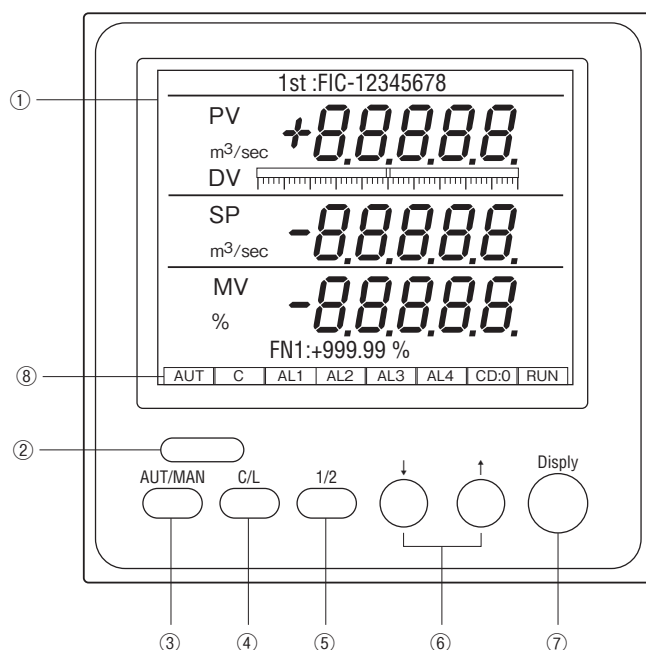 1st :FIC-12345678
①
PV +8.8.8.8.8.
m³/sec
DV
SP -8.8.8.8.8.
m³/sec
MV -8.8.8.8.8.
%
FN1:+999.99 %
⑧ AUT C AL1 AL2 AL3 AL4 CD:0 RUN
②
AUT/MAN C/L 1/2 ↓ ↑ Disply
③ ④ ⑤ ⑥ ⑦